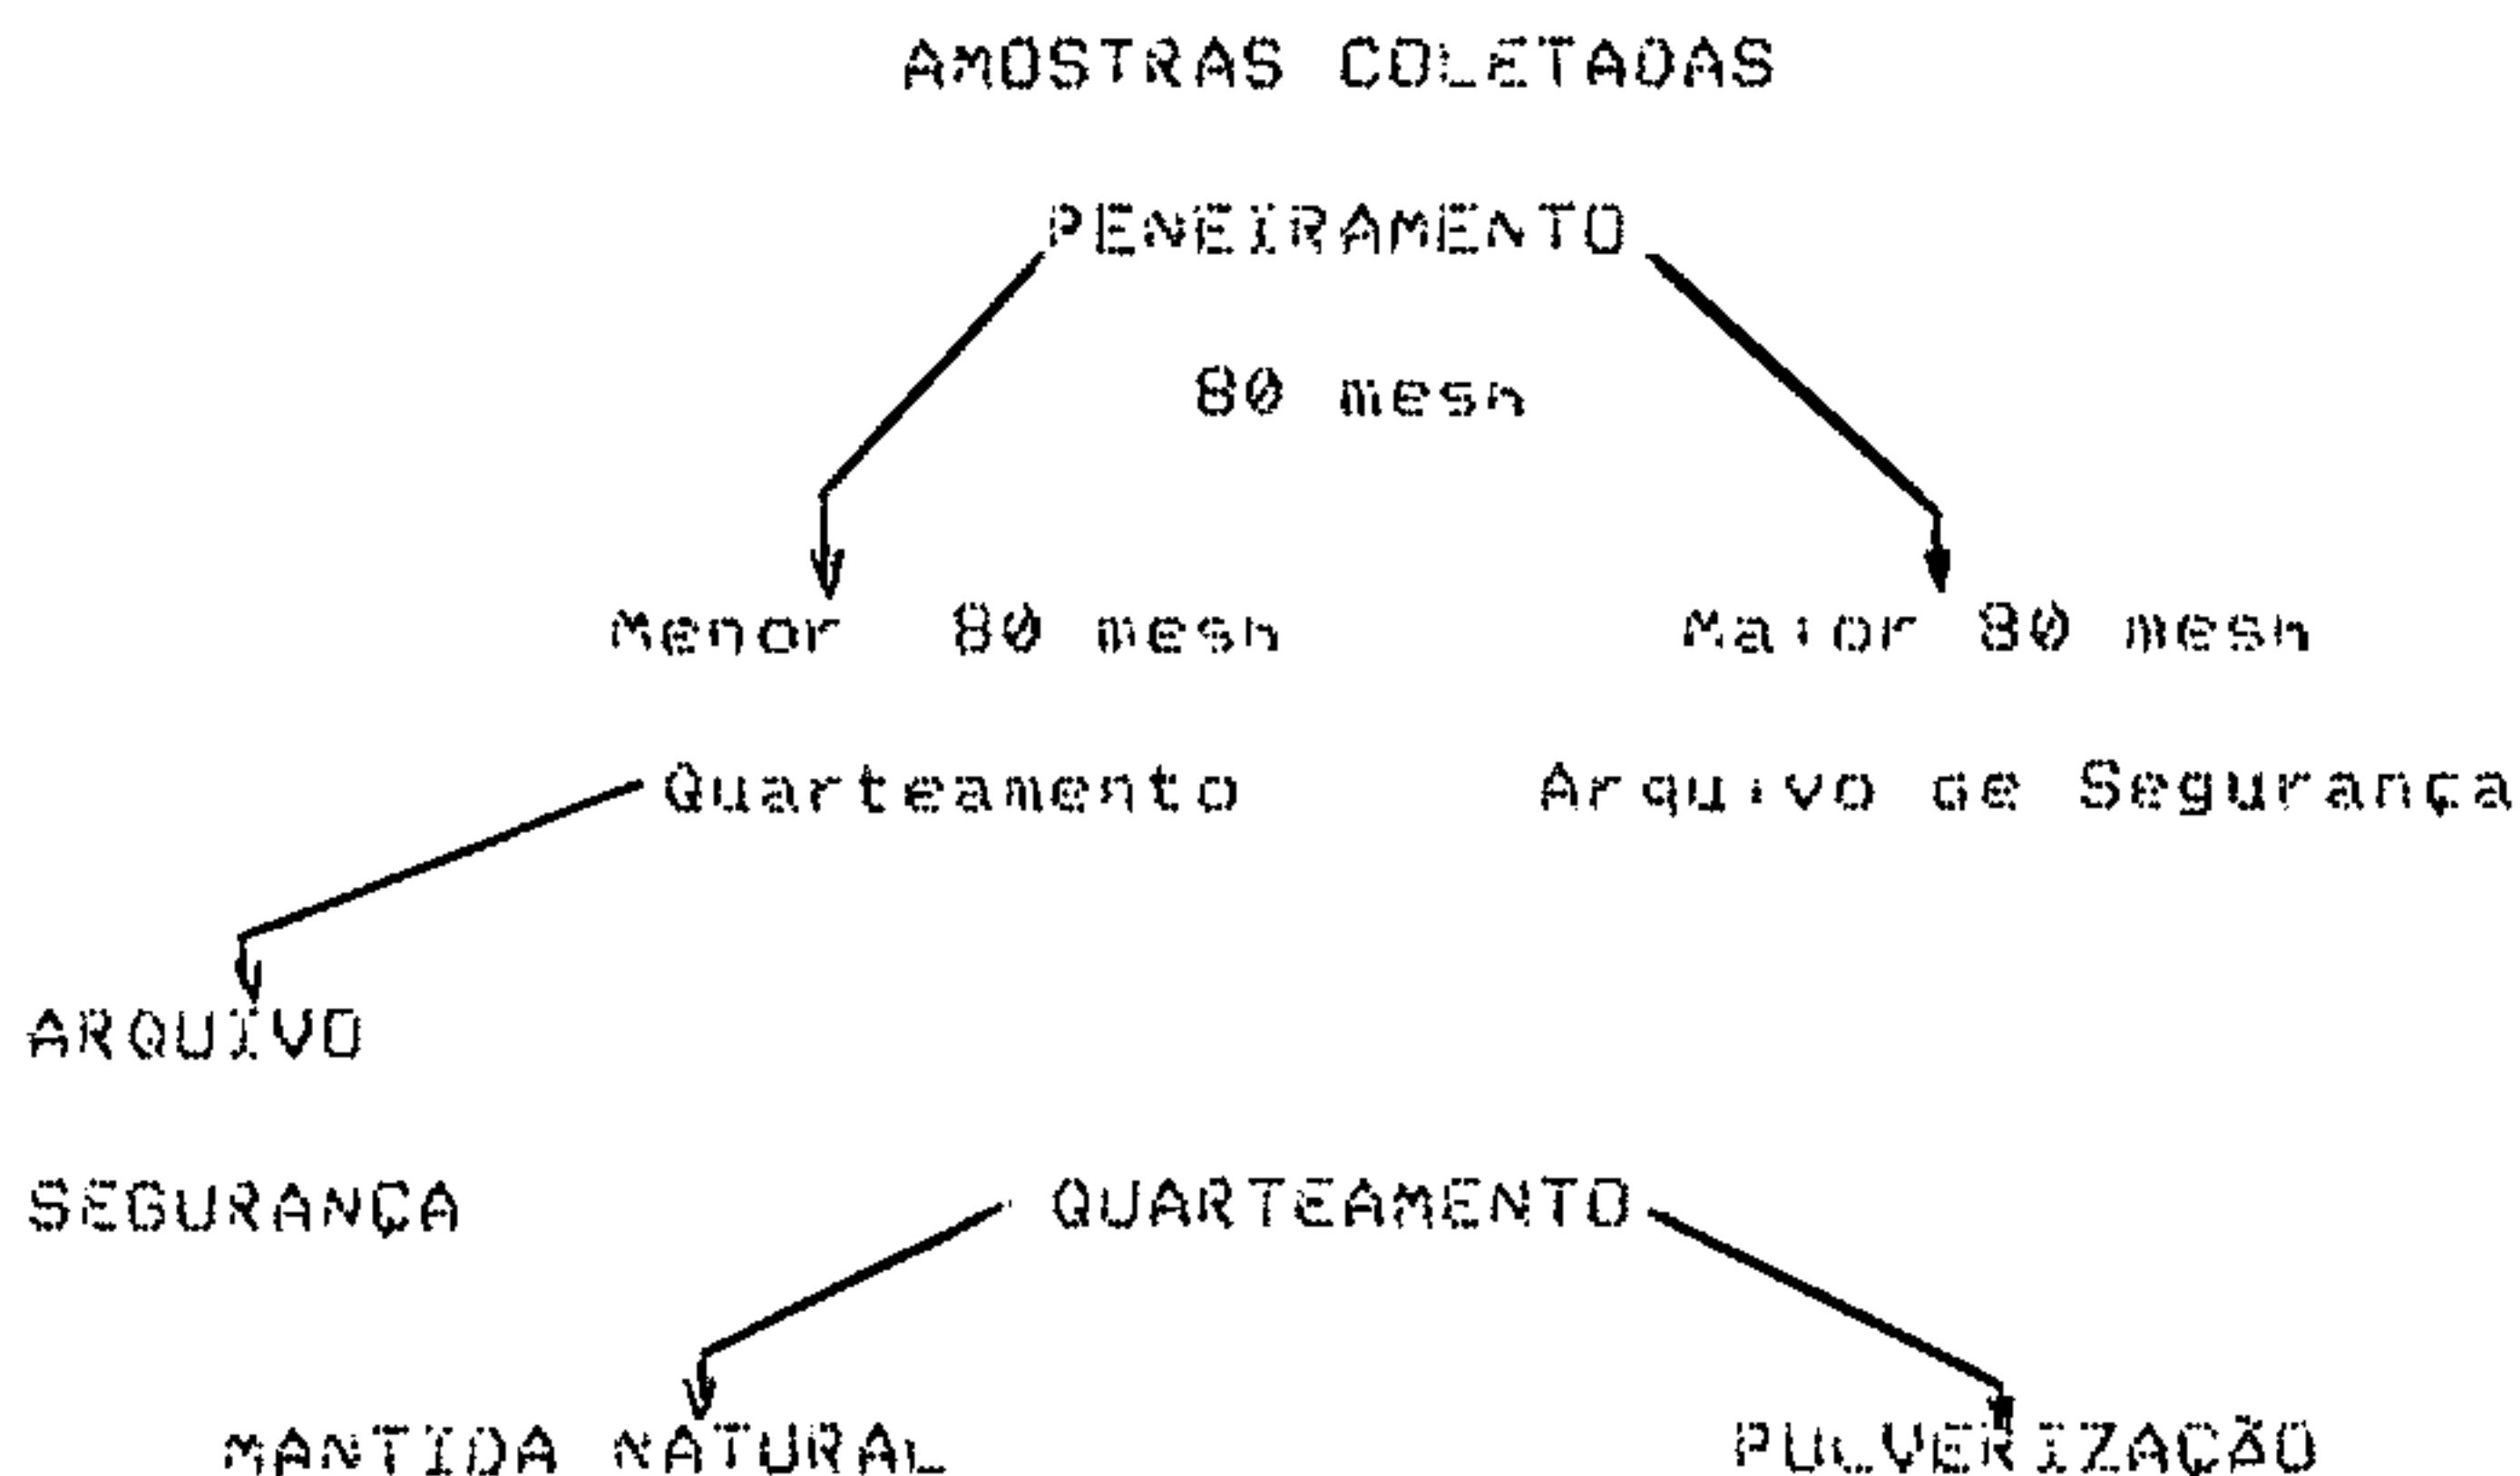 AMOSTRAS COLETADAS
PENEIRAMENTO
80 mesh
Menor 80 mesh Maior 80 mesh
Quarteamento Arquivo de Segurança
ARQUIVO
SEGURANÇA QUARTEAMENTO
MANTIDA NATURAL PULVERIZAÇÃO